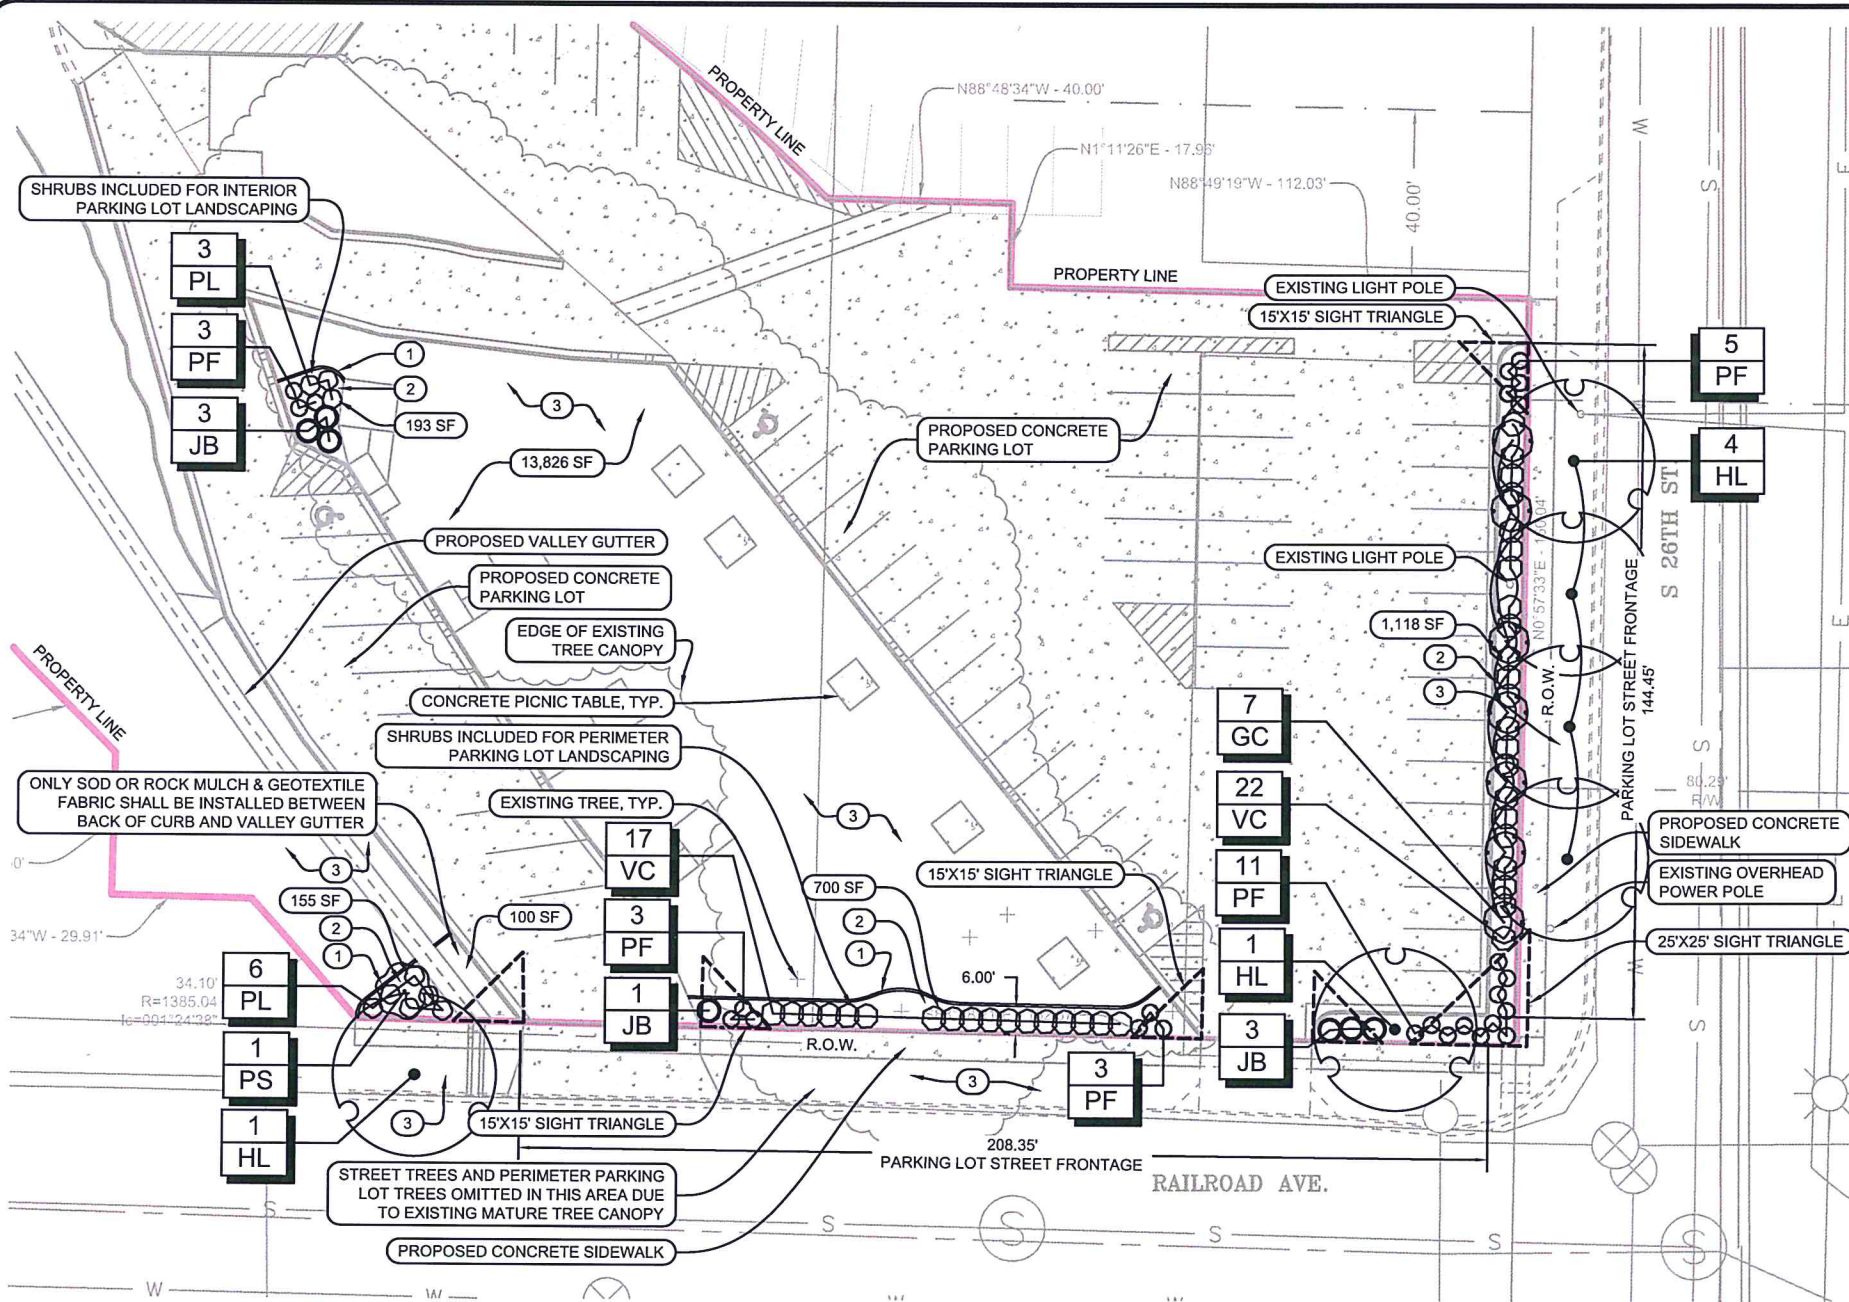 PROPERTY LINE
N88°48'34"W - 40.00'
N1°11'26"E - 17.96'
N88°49'19"W - 112.03'
40.00'
W
S
E
SHRUBS INCLUDED FOR INTERIOR
PARKING LOT LANDSCAPING
3
PL
3
PF
3
JB
1
2
193 SF
3
13,826 SF
PROPERTY LINE
EXISTING LIGHT POLE
15'X15' SIGHT TRIANGLE
5
PF
4
HL
PROPOSED CONCRETE
PARKING LOT
S 26TH ST.
PROPOSED VALLEY GUTTER
PROPOSED CONCRETE
PARKING LOT
EDGE OF EXISTING
TREE CANOPY
EXISTING LIGHT POLE
1,118 SF
2
3
R.O.W.
PARKING LOT STREET FRONTAGE
144.45'
E
PROPERTY LINE
CONCRETE PICNIC TABLE, TYP.
SHRUBS INCLUDED FOR PERIMETER
PARKING LOT LANDSCAPING
7
GC
22
VC
11
PF
1
HL
3
JB
S
80.29'
R/W
ONLY SOD OR ROCK MULCH & GEOTEXTILE
FABRIC SHALL BE INSTALLED BETWEEN
BACK OF CURB AND VALLEY GUTTER
EXISTING TREE, TYP.
17
VC
3
PF
1
JB
3
700 SF
2
1
15'X15' SIGHT TRIANGLE
PROPOSED CONCRETE
SIDEWALK
EXISTING OVERHEAD
POWER POLE
25'X25' SIGHT TRIANGLE
W
S
3
155 SF
2
1
100 SF
34"W - 29.91'
34.10'
R=1385.04
6
PL
1
PS
1
HL
3
6.00'
R.O.W.
3
3
PF
15'X15' SIGHT TRIANGLE
208.35'
PARKING LOT STREET FRONTAGE
STREET TREES AND PERIMETER PARKING
LOT TREES OMITTED IN THIS AREA DUE
TO EXISTING MATURE TREE CANOPY
RAILROAD AVE.
PROPOSED CONCRETE SIDEWALK
S
S
S
S
S
S
W
W